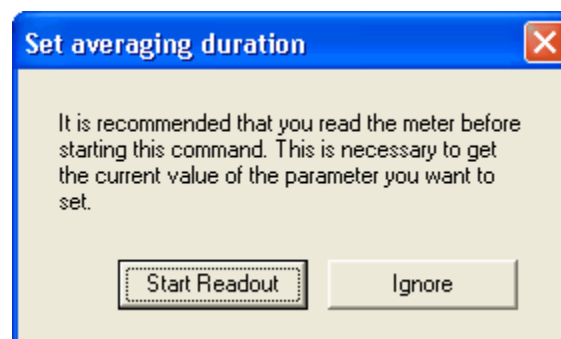 Set averaging duration
It is recommended that you read the meter before
starting this command. This is necessary to get
the current value of the parameter you want to
set.
Start Readout
Ignore